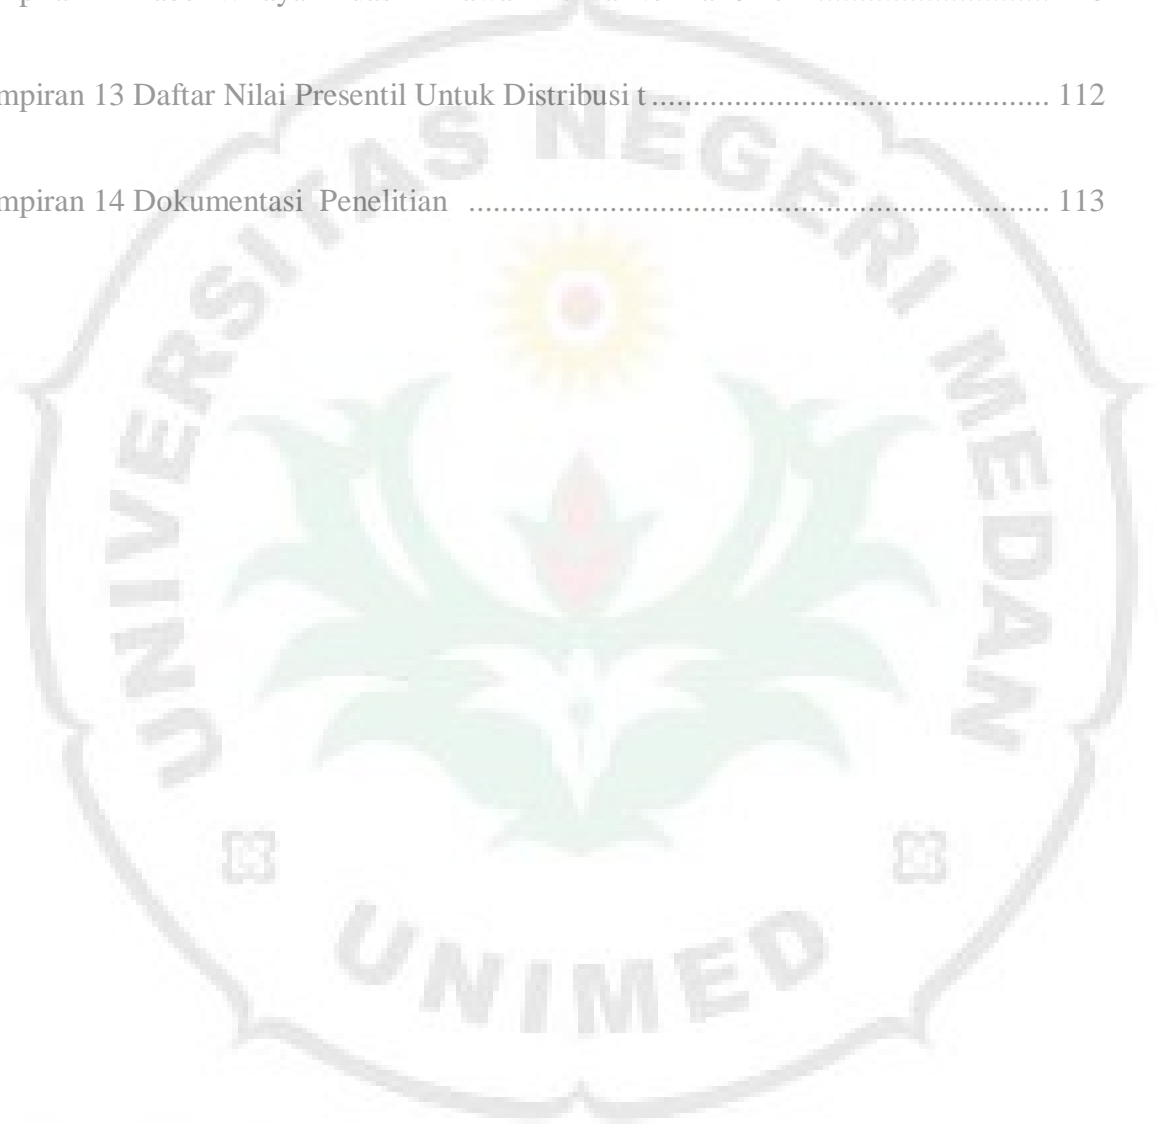 mpiran 13 Daftar Nilai Presentil Untuk Distribusi t ........................................ 112
mpiran 14 Dokumentasi Penelitian ........................................ 113
UNIVERSITAS NEGERI MEDAN
UNIMED